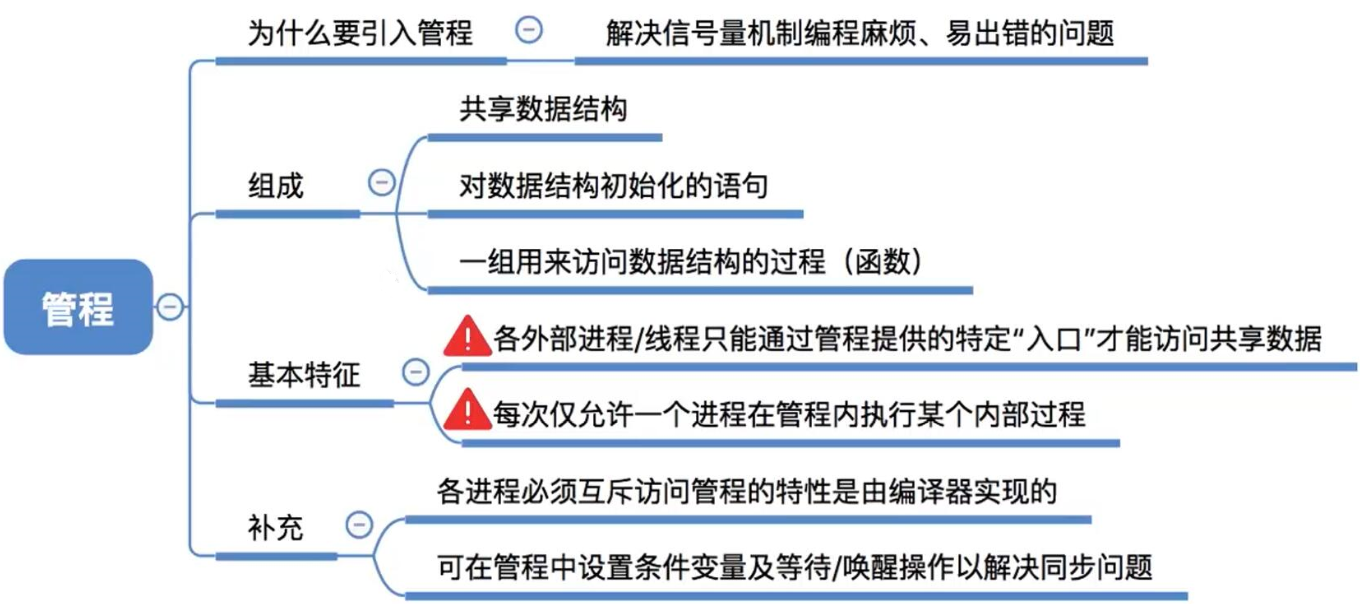 为什么要引入管程
解决信号量机制编程麻烦、易出错的问题
共享数据结构
组成
对数据结构初始化的语句
一组用来访问数据结构的过程（函数）
管程
各外部进程/线程只能通过管程提供的特定“入口”才能访问共享数据
基本特征
每次仅允许一个进程在管程内执行某个内部过程
各进程必须互斥访问管程的特性是由编译器实现的
补充
可在管程中设置条件变量及等待/唤醒操作以解决同步问题